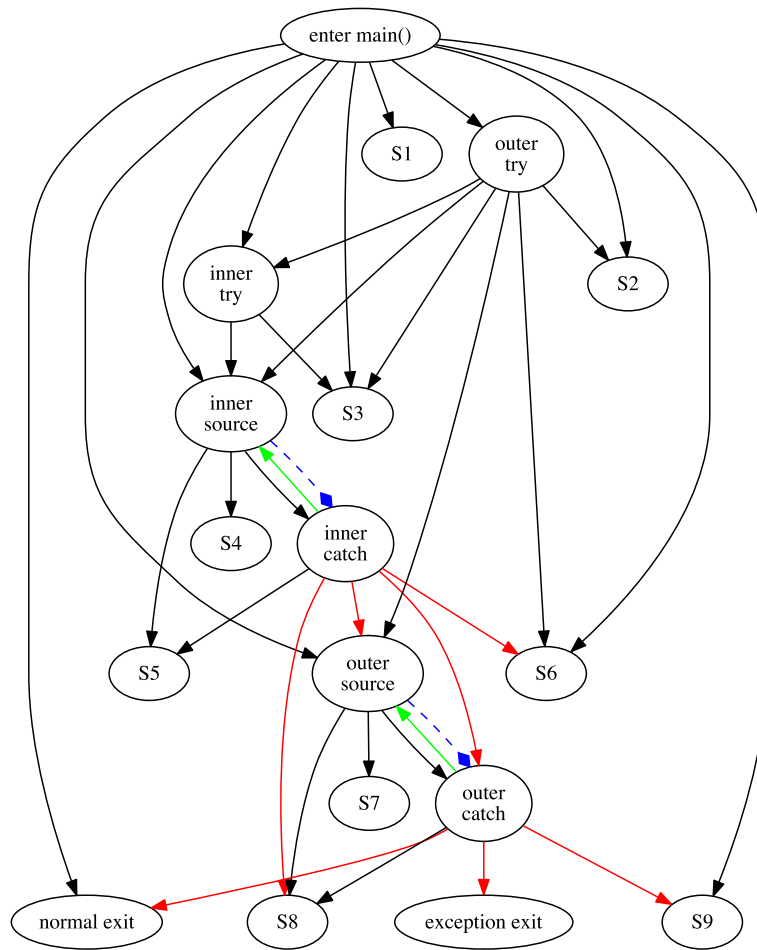 enter main()
S1
outer
try
inner
try
S2
inner
source
S3
S4
inner
catch
S5
outer
source
S6
S7
outer
catch
normal exit
S8
exception exit
S9